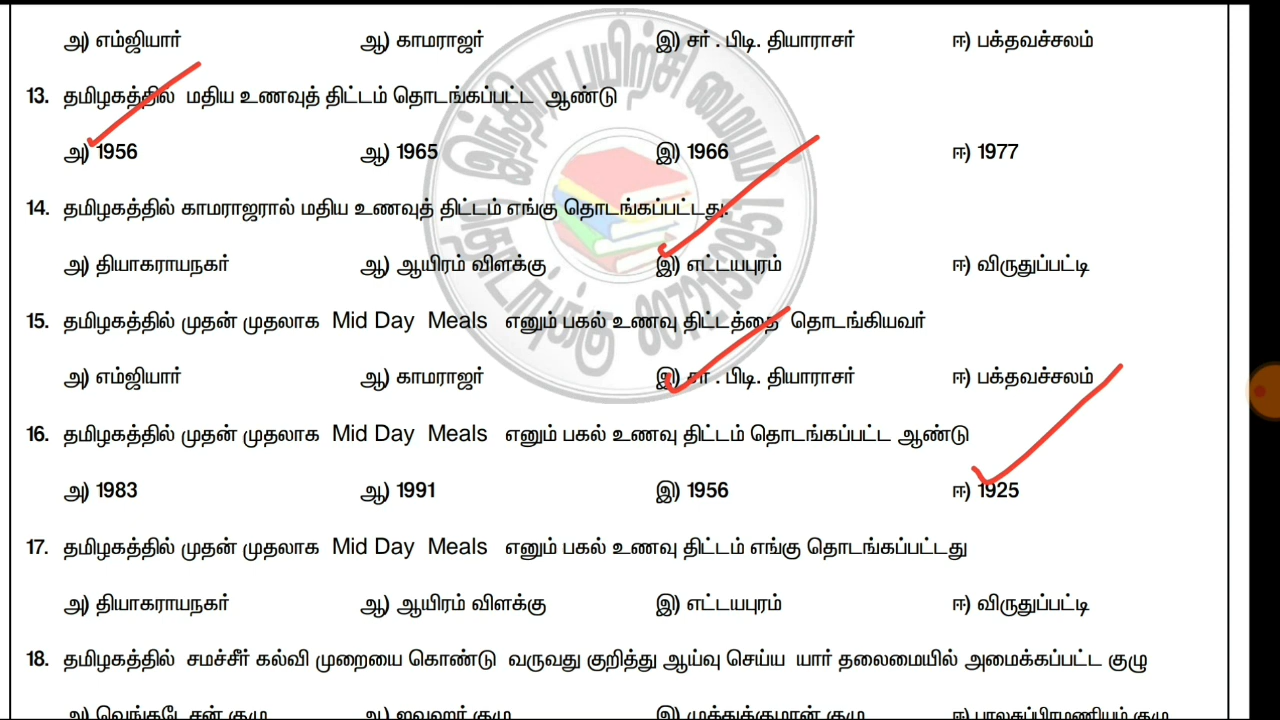 அ) எம்ஜியார் ஆ) காமராஜர் இ) சர் . பிடி. தியாராசர் ஈ) பக்தவச்சலம்
13. தமிழகத்தில் மதிய உணவுத் திட்டம் தொடங்கப்பட்ட ஆண்டு
அ) 1956 ஆ) 1965 இ) 1966 ஈ) 1977
14. தமிழகத்தில் காமராஜரால் மதிய உணவுத் திட்டம் எங்கு தொடங்கப்பட்டது.
அ) தியாகராயநகர் ஆ) ஆயிரம் விளக்கு இ) எட்டயபுரம் ஈ) விருதுப்பட்டி
15. தமிழகத்தில் முதன் முதலாக Mid Day Meals எனும் பகல் உணவு திட்டத்தை தொடங்கியவர்
அ) எம்ஜியார் ஆ) காமராஜர் இ) சர் . பிடி. தியாராசர் ஈ) பக்தவச்சலம்
16. தமிழகத்தில் முதன் முதலாக Mid Day Meals எனும் பகல் உணவு திட்டம் தொடங்கப்பட்ட ஆண்டு
அ) 1983 ஆ) 1991 இ) 1956 ஈ) 1925
17. தமிழகத்தில் முதன் முதலாக Mid Day Meals எனும் பகல் உணவு திட்டம் எங்கு தொடங்கப்பட்டது
அ) தியாகராயநகர் ஆ) ஆயிரம் விளக்கு இ) எட்டயபுரம் ஈ) விருதுப்பட்டி
18. தமிழகத்தில் சமச்சீர் கல்வி முறையை கொண்டு வருவது குறித்து ஆய்வு செய்ய யார் தலைமையில் அமைக்கப்பட்ட குழு